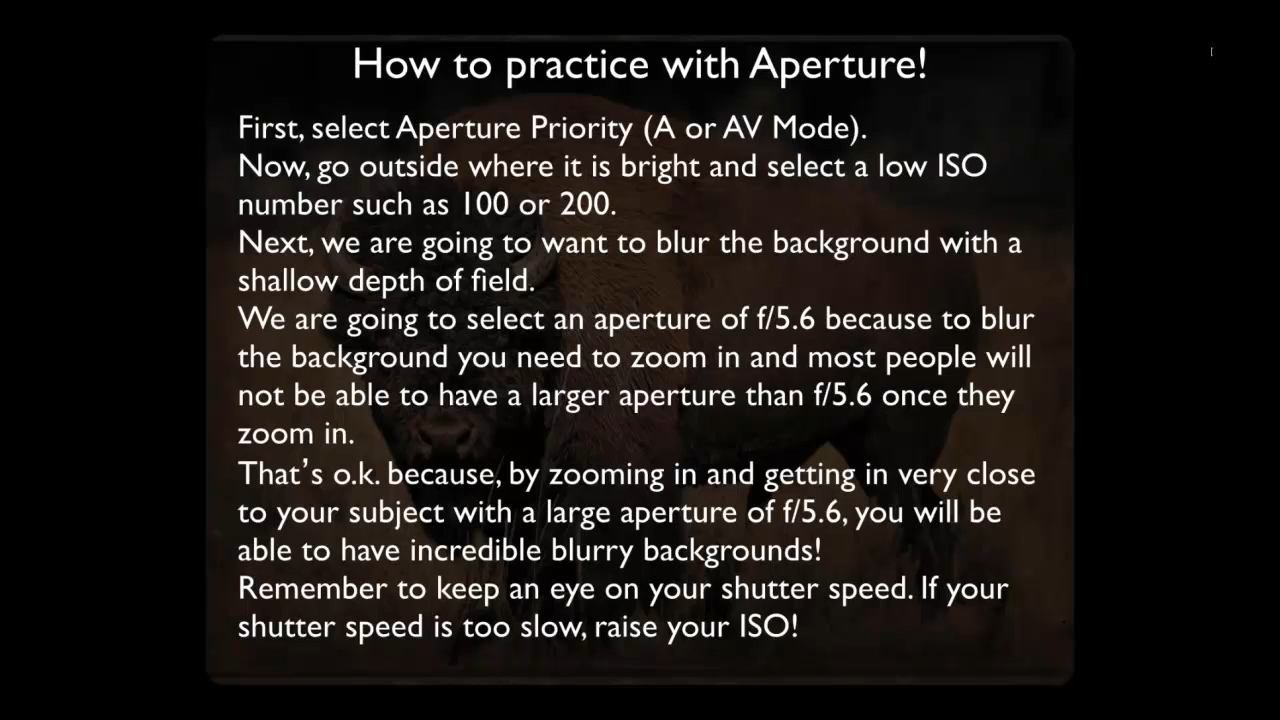 How to practice with Aperture!
First, select Aperture Priority (A or AV Mode).
Now, go outside where it is bright and select a low ISO
number such as 100 or 200.
Next, we are going to want to blur the background with a
shallow depth of field.
We are going to select an aperture of f/5.6 because to blur
the background you need to zoom in and most people will
not be able to have a larger aperture than f/5.6 once they
zoom in.
That’s o.k. because, by zooming in and getting in very close
to your subject with a large aperture of f/5.6, you will be
able to have incredible blurry backgrounds!
Remember to keep an eye on your shutter speed. If your
shutter speed is too slow, raise your ISO!